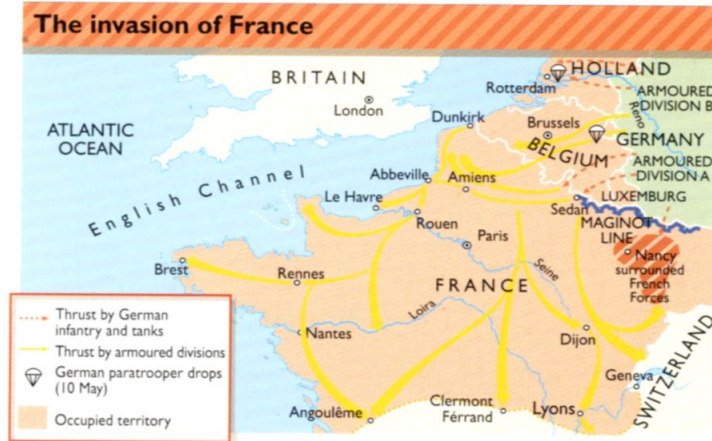 The invasion of France
BRITAIN
London
HOLLAND
Rotterdam
ARMOURED
DIVISION B
Reno
ATLANTIC
OCEAN
Dunkirk
Brussels
GERMANY
BELGIUM
ARMOURED
DIVISION A
English Channel
Abbeville
Amiens
LUXEMBURG
Le Havre
Sedan
MAGINOT
LINE
Rouen
Paris
Nancy
surrounded
French
Forces
Brest
Rennes
FRANCE
Seine
Loira
Nantes
Dijon
SWITZERLAND
Geneva
Angoulême
Clermont
Férrand
Lyons
Thrust by German
infantry and tanks
Thrust by armoured divisions
German paratrooper drops
(10 May)
Occupied territory